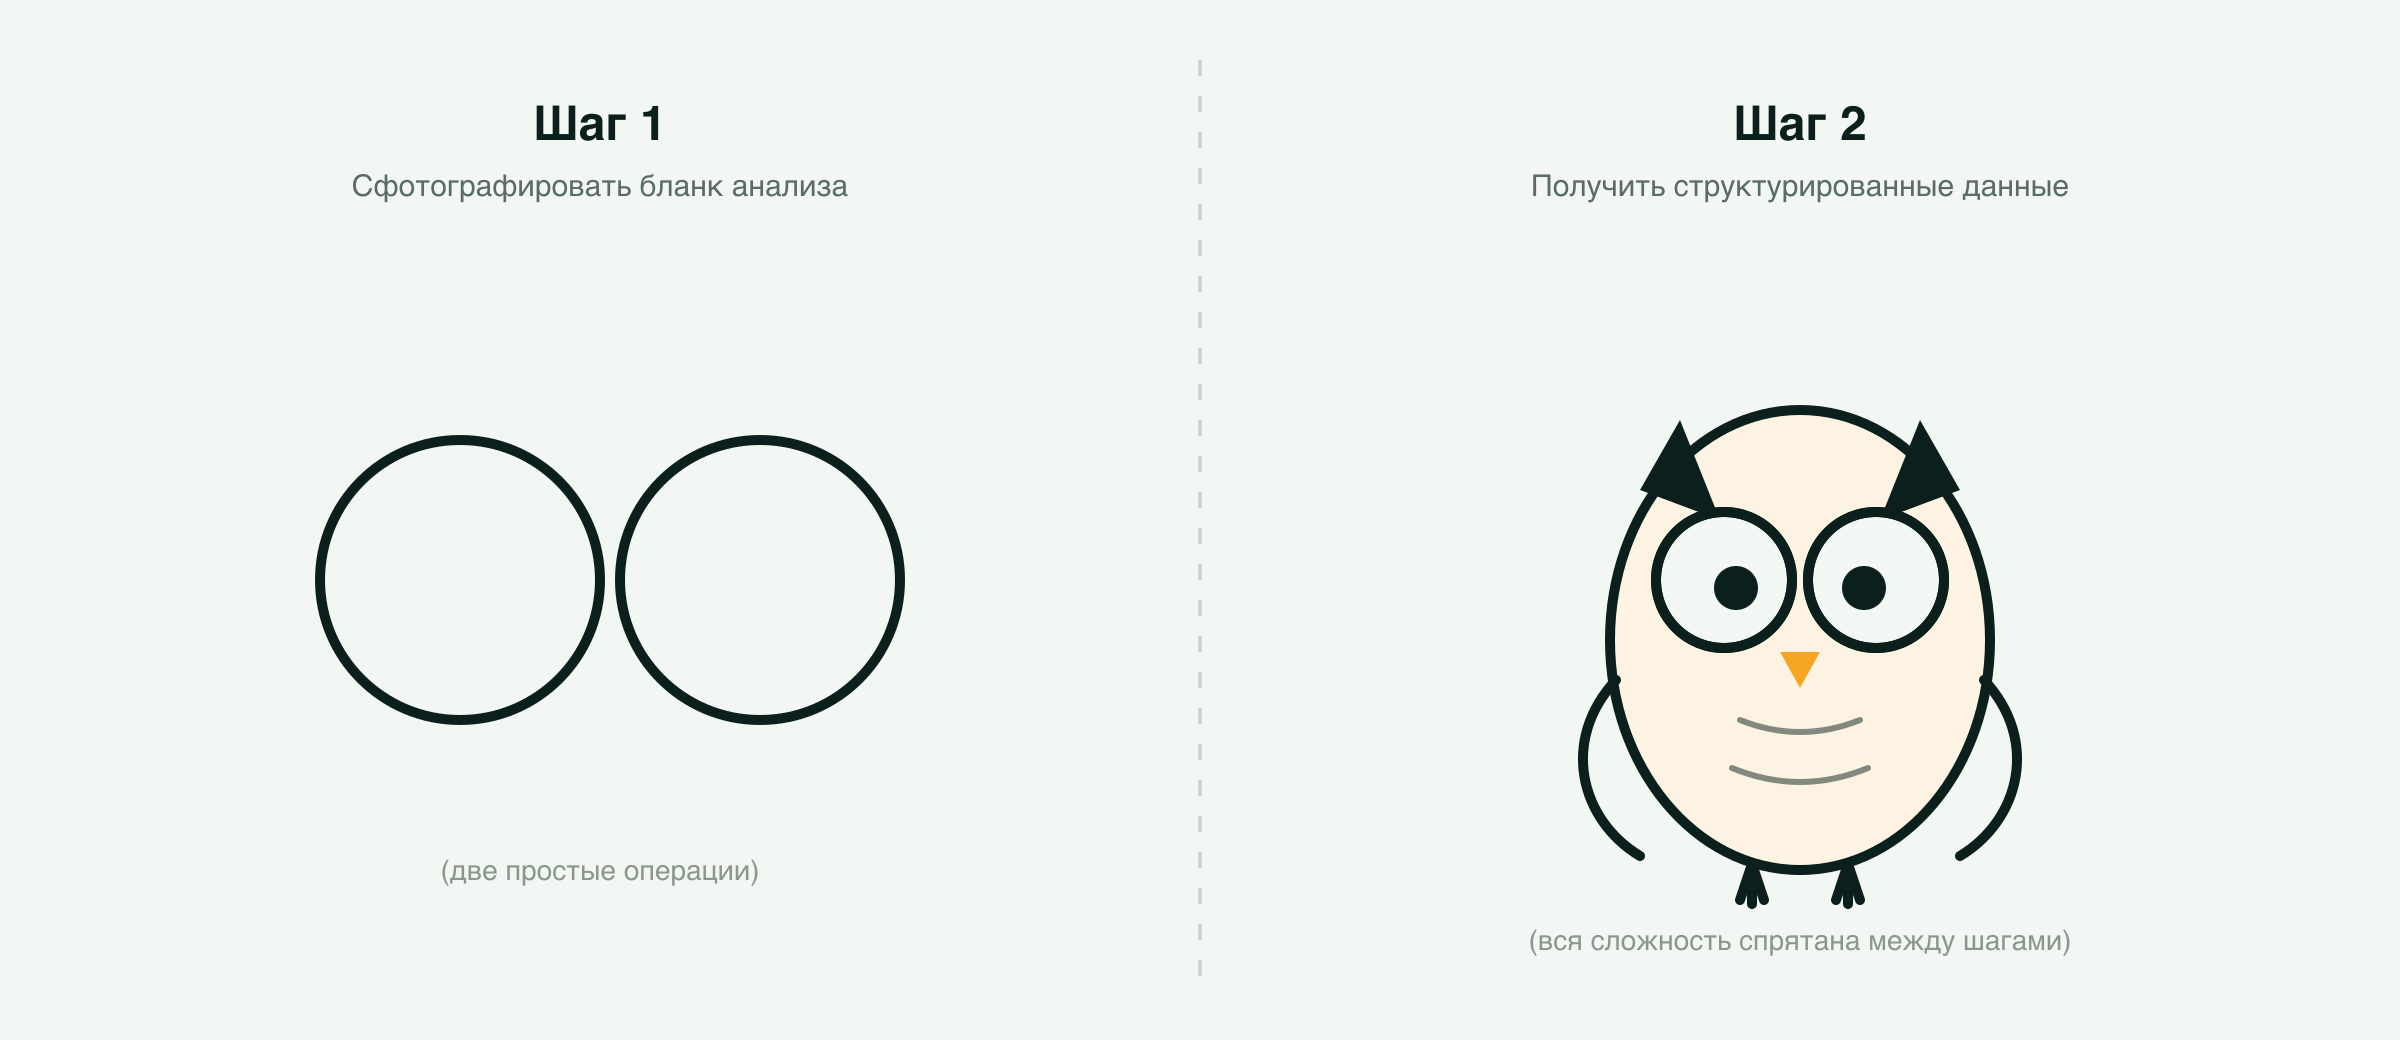 Шаг 1
Сфотографировать бланк анализа
(две простые операции)
Шаг 2
Получить структурированные данные
(вся сложность спрятана между шагами)